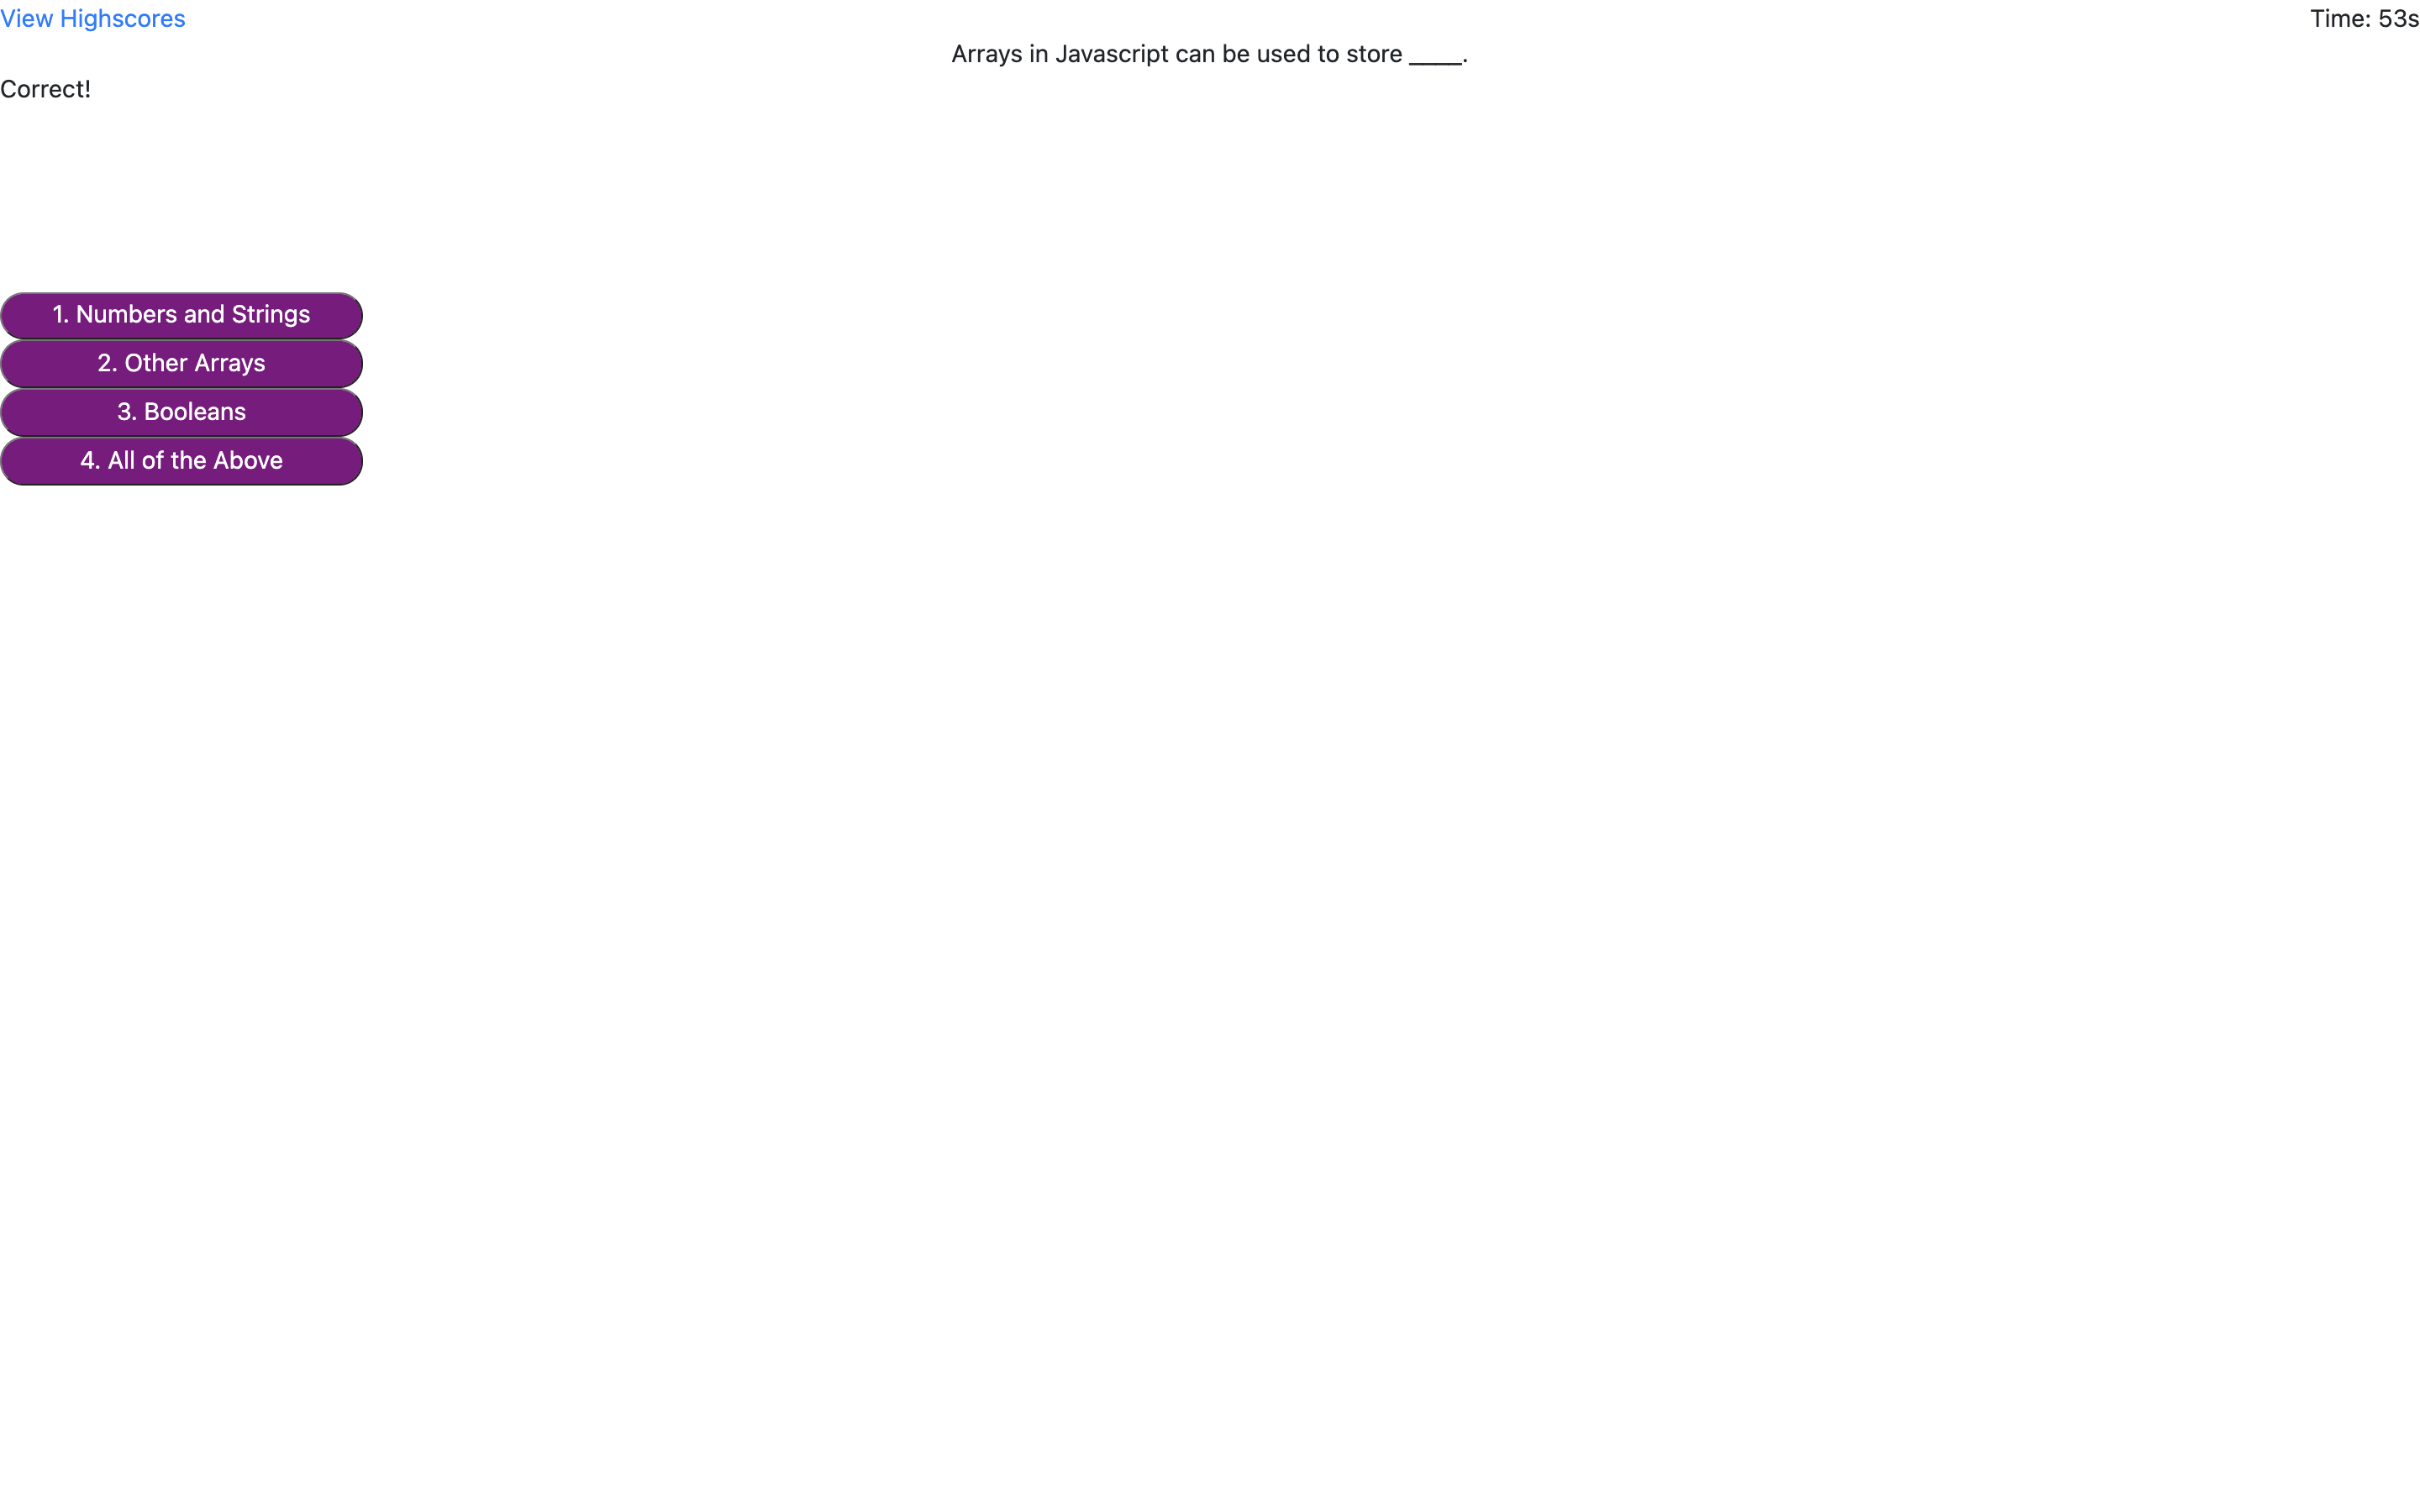 View Highscores
Time: 53s
Arrays in Javascript can be used to store ____.
Correct!
1. Numbers and Strings
2. Other Arrays
3. Booleans
4. All of the Above